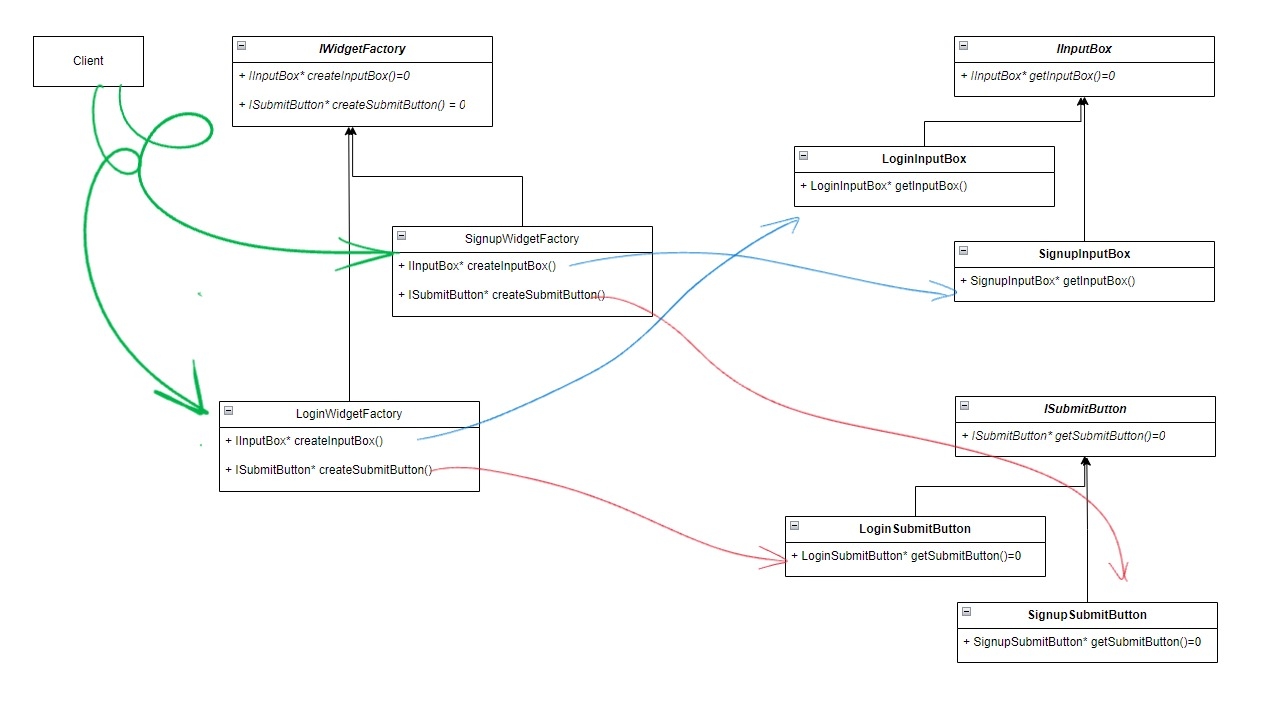 Client
IWidgetFactory
+ IInputBox* createInputBox()=0
+ ISubmitButton* createSubmitButton() = 0
IInputBox
+ IInputBox* getInputBox()=0
LoginInputBox
+ LoginInputBox* getInputBox()
SignupWidgetFactory
+ IInputBox* createInputBox()
+ ISubmitButton* createSubmitButton()
SignupInputBox
+ SignupInputBox* getInputBox()
LoginWidgetFactory
+ IInputBox* createInputBox()
+ ISubmitButton* createSubmitButton()
ISubmitButton
+ ISubmitButton* getSubmitButton()=0
LoginSubmitButton
+ LoginSubmitButton* getSubmitButton()=0
SignupSubmitButton
+ SignupSubmitButton* getSubmitButton()=0